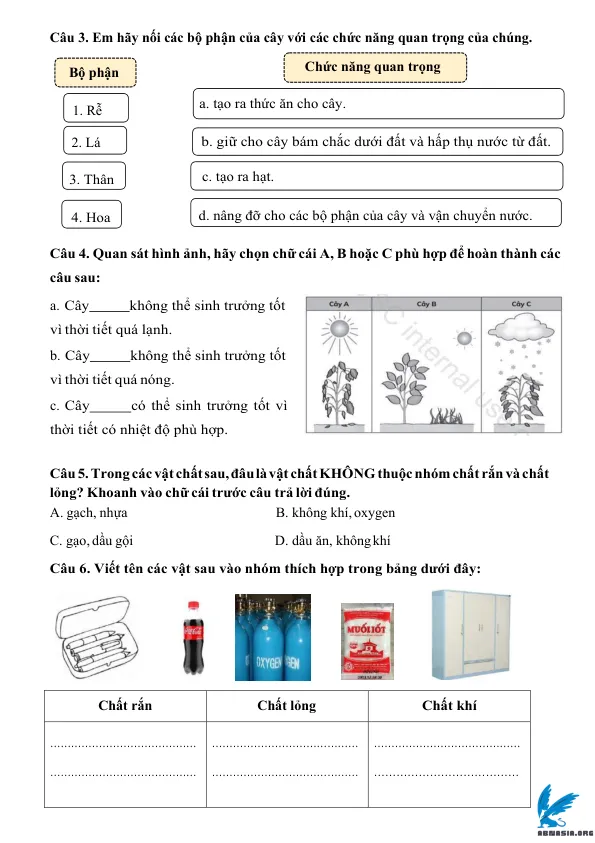 Câu 3. Em hãy nối các bộ phận của cây với các chức năng quan trọng của chúng.
Bộ phận
Chức năng quan trọng
1. Rễ
a. tạo ra thức ăn cho cây.
2. Lá
b. giữ cho cây bám chắc dưới đất và hấp thụ nước từ đất.
3. Thân
c. tạo ra hạt.
4. Hoa
d. nâng đỡ cho các bộ phận của cây và vận chuyển nước.
Câu 4. Quan sát hình ảnh, hãy chọn chữ cái A, B hoặc C phù hợp để hoàn thành các
câu sau:
a. Cây______không thể sinh trưởng tốt
vì thời tiết quá lạnh.
b. Cây______không thể sinh trưởng tốt
vì thời tiết quá nóng.
c. Cây______có thể sinh trưởng tốt vì
thời tiết có nhiệt độ phù hợp.
Cây A
Cây B
Cây C
C internal use
Câu 5. Trong các vật chất sau, đâu là vật chất KHÔNG thuộc nhóm chất rắn và chất
lỏng? Khoanh vào chữ cái trước câu trả lời đúng.
A. gạch, nhựa
B. không khí, oxygen
C. gạo, dầu gội
D. dầu ăn, không khí
Câu 6. Viết tên các vật sau vào nhóm thích hợp trong bảng dưới đây:
Coca-Cola
OXYGEN
OXYGEN
MUỐI IỐT
Chất rắn
Chất lỏng
Chất khí
..........................................
..........................................
..........................................
..........................................
..........................................
..........................................
ABNASIA.ORG